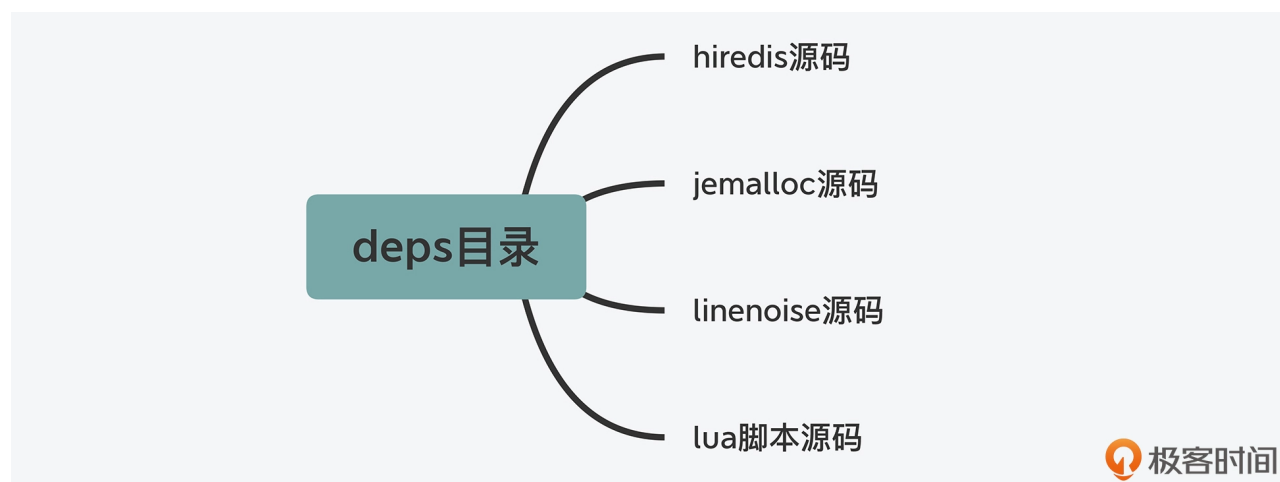 hiredis源码
jemalloc源码
deps目录
linenoise源码
lua脚本源码
极客时间